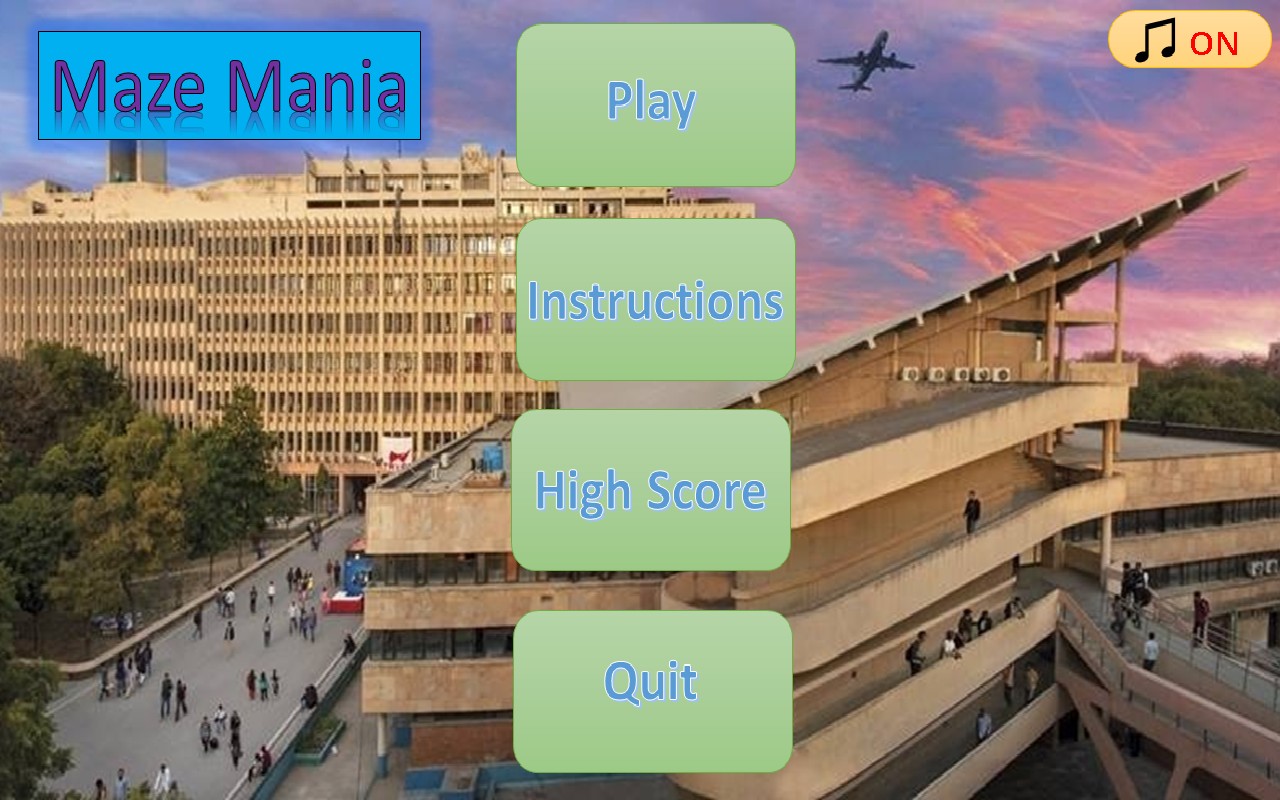 Maze Mania
Play
ON
Instructions
High Score
Quit